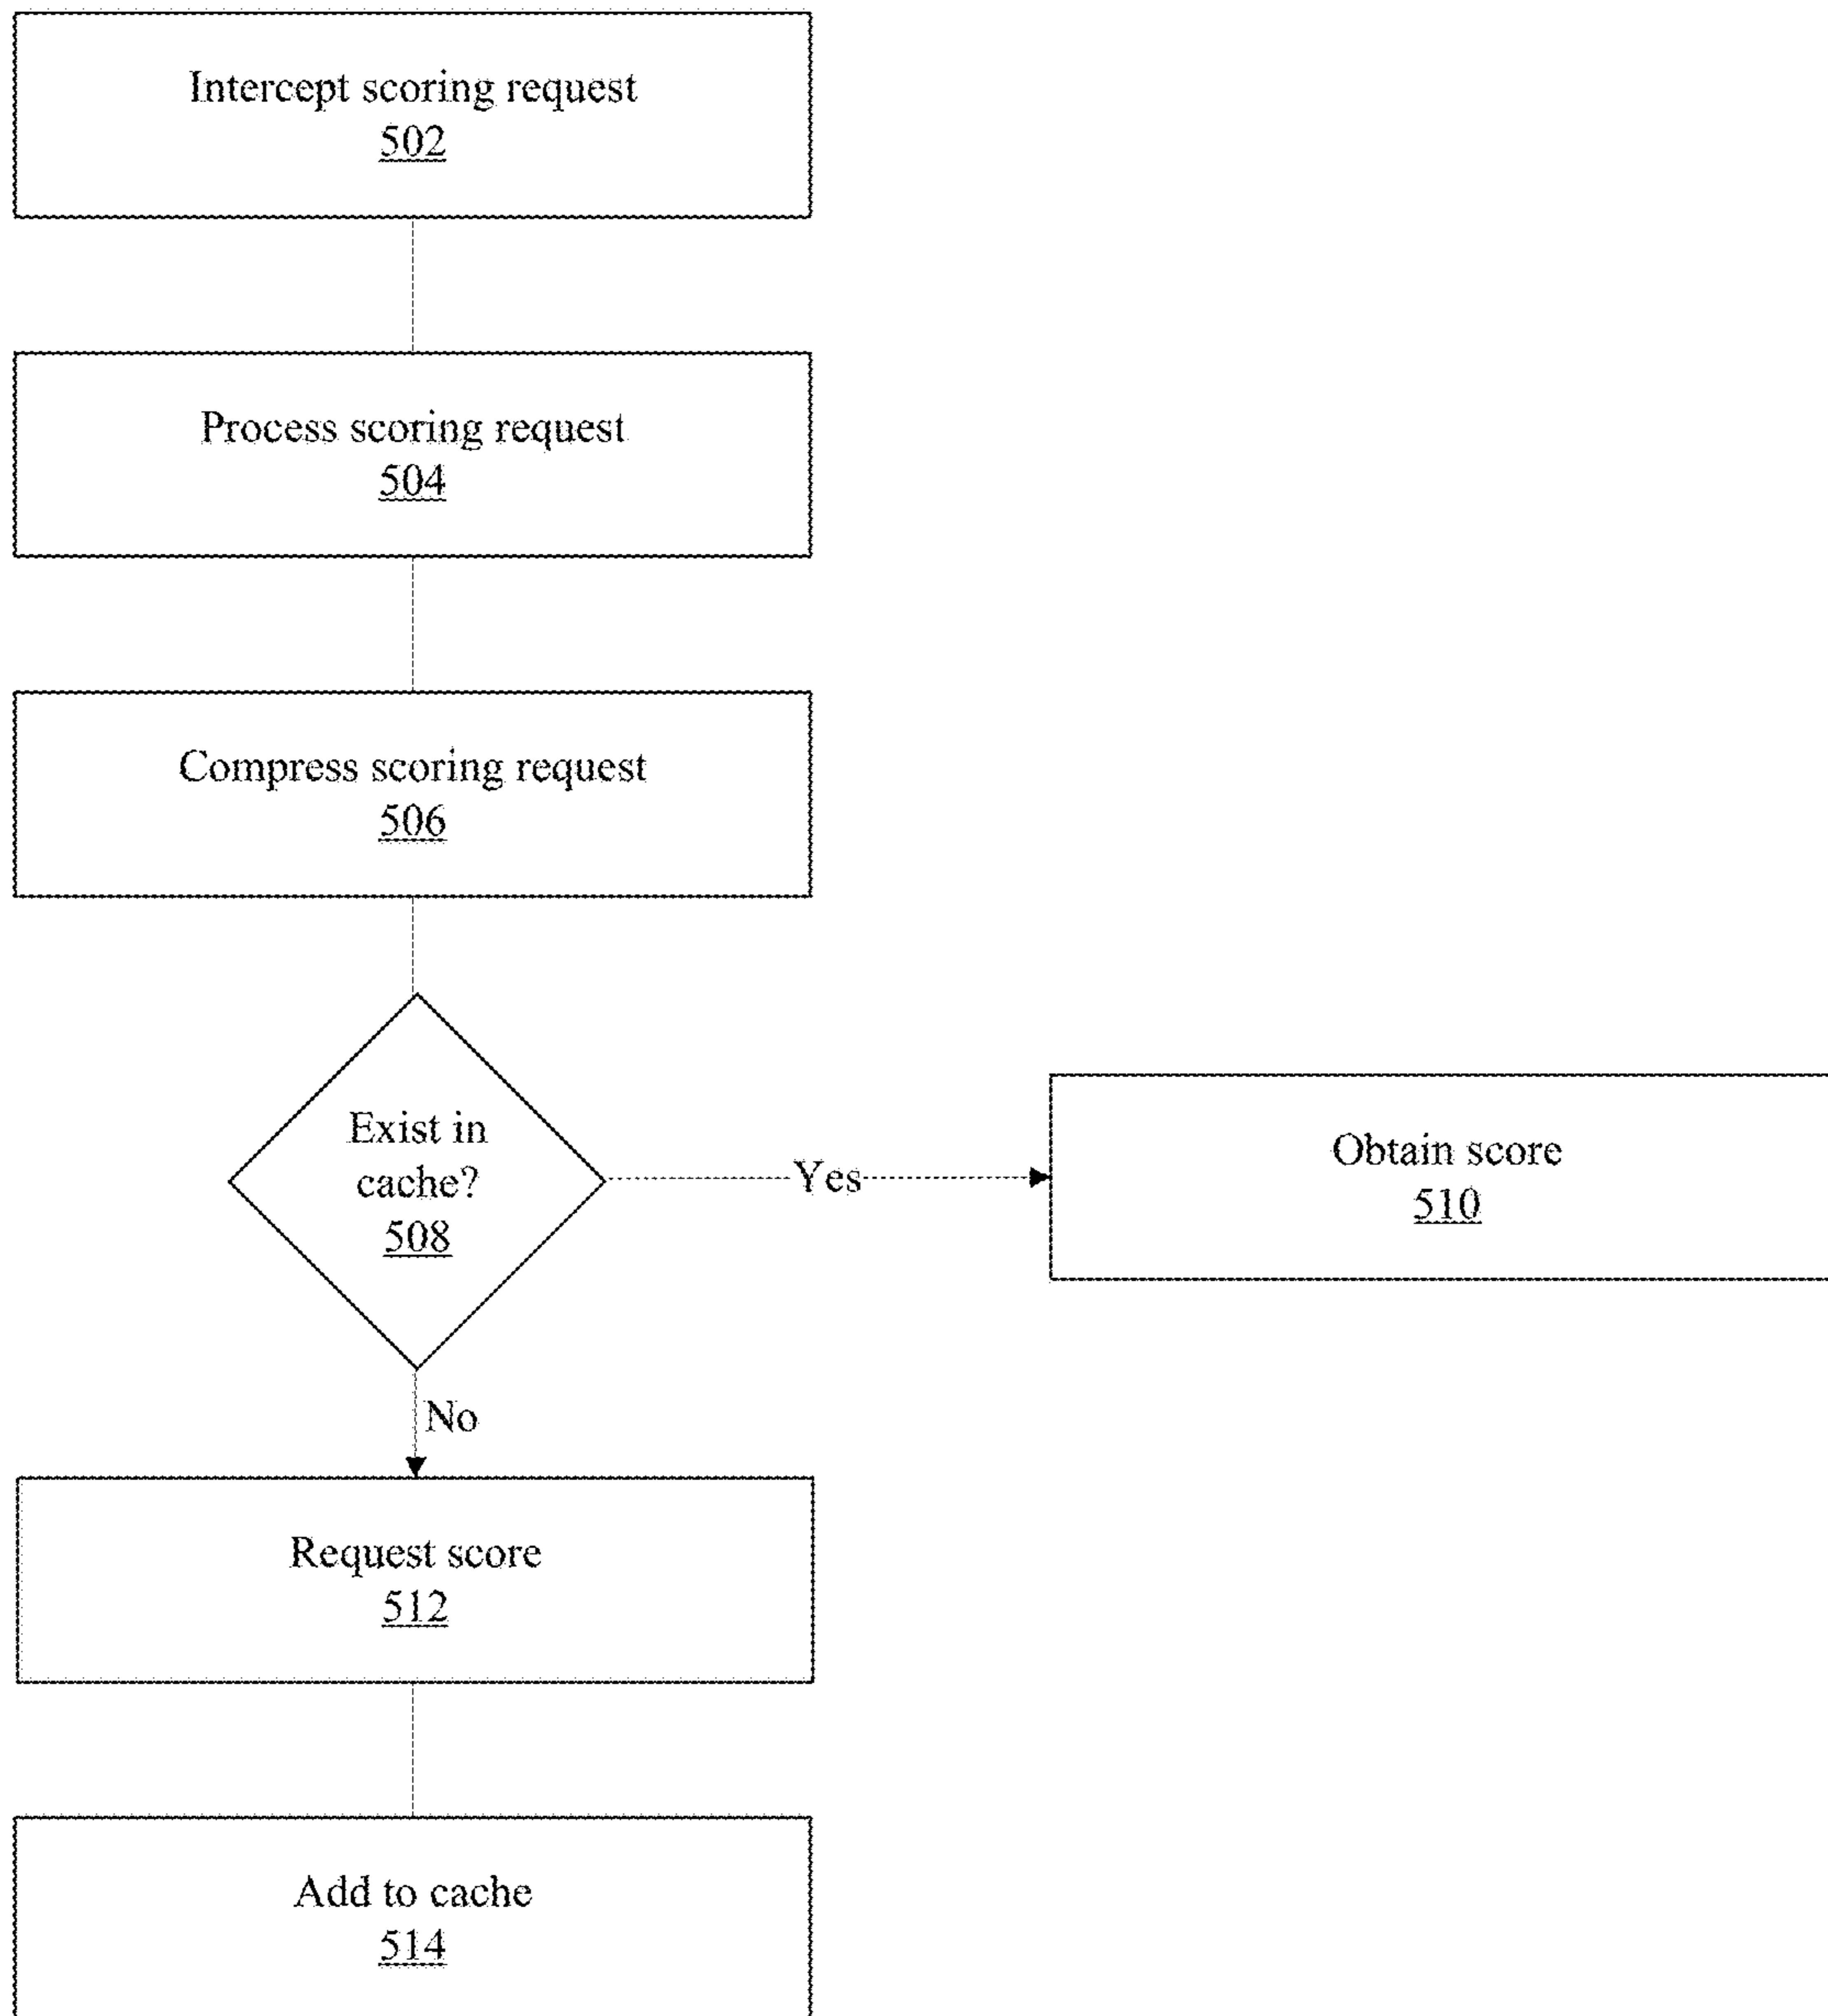 Intercept scoring request
502
Process scoring request
504
Compress scoring request
506
Exist in
cache?
508
Yes
Obtain score
510
No
Request score
512
Add to cache
514